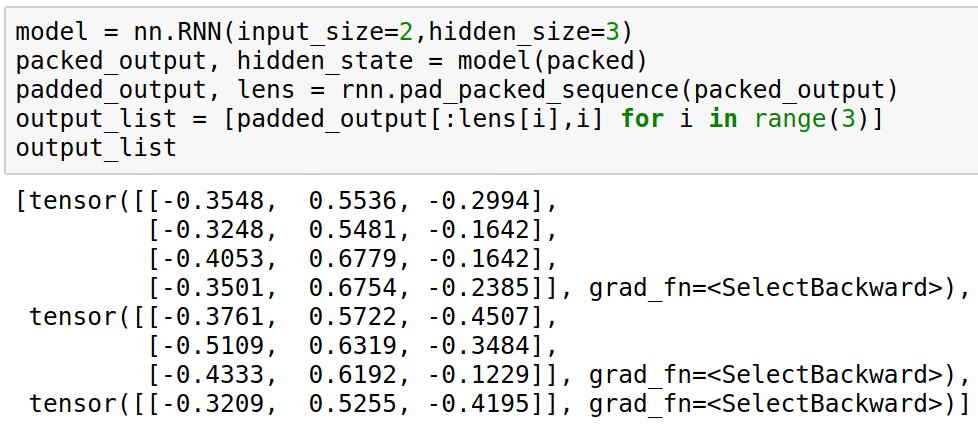 model = nn.RNN(input_size=2,hidden_size=3)
packed_output, hidden_state = model(packed)
padded_output, lens = rnn.pad_packed_sequence(packed_output)
output_list = [padded_output[:lens[i],i] for i in range(3)]
output_list
[tensor([[-0.3548,  0.5536, -0.2994],
         [-0.3248,  0.5481, -0.1642],
         [-0.4053,  0.6779, -0.1642],
         [-0.3501,  0.6754, -0.2385]], grad_fn=<SelectBackward>),
 tensor([[-0.3761,  0.5722, -0.4507],
         [-0.5109,  0.6319, -0.3484],
         [-0.4333,  0.6192, -0.1229]], grad_fn=<SelectBackward>),
 tensor([[-0.3209,  0.5255, -0.4195]], grad_fn=<SelectBackward>)]